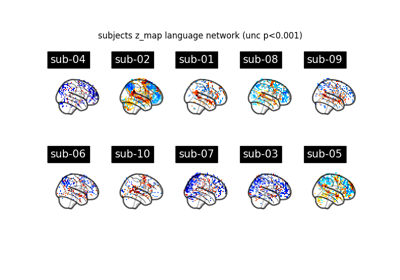 subjects z_map language network (unc p<0.001)
sub-04 sub-02 sub-01 sub-08 sub-09
sub-06 sub-10 sub-07 sub-03 sub-05